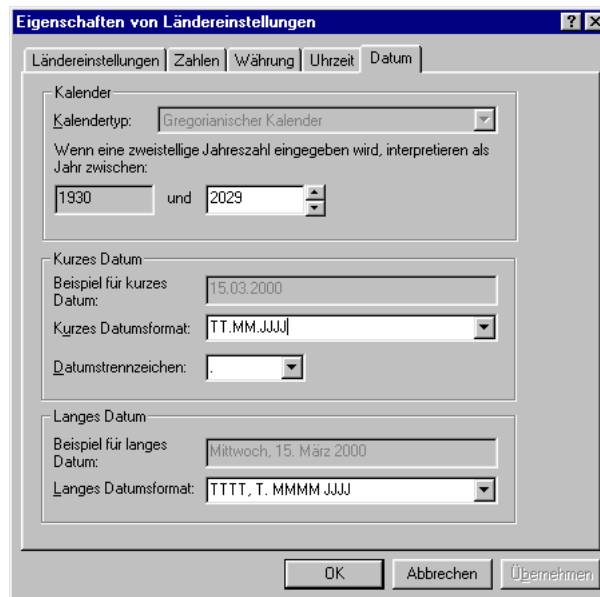 Eigenschaften von Ländereinstellungen
Ländereinstellungen Zahlen Währung Uhrzeit Datum
Kalender
Kalendertyp: Gregorianischer Kalender
Wenn eine zweistellige Jahreszahl eingegeben wird, interpretieren als
Jahr zwischen:
1930 und 2029
Kurzes Datum
Beispiel für kurzes
Datum:
15.03.2000
Kurzes Datumsformat: TT.MM.JJJJ
Datumstrennzeichen: .
Langes Datum
Beispiel für langes
Datum:
Mittwoch, 15. März 2000
Langes Datumsformat: TTTT, T. MMMM JJJJ
OK Abbrechen Übernehmen